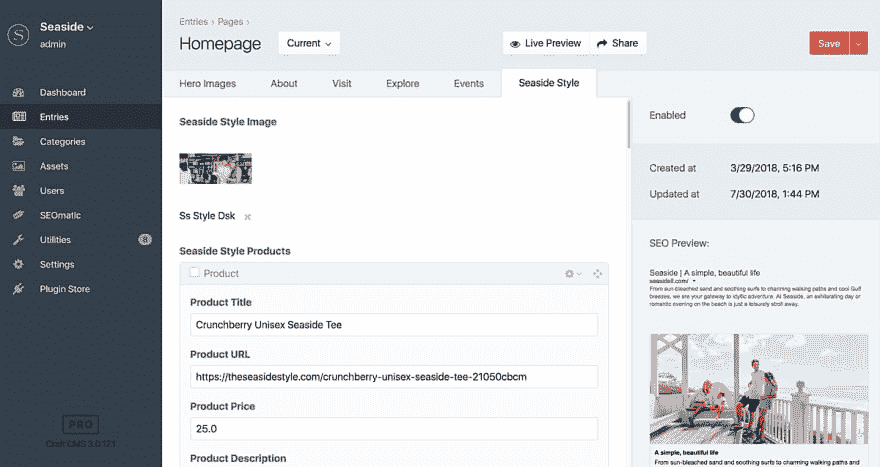 Seaside
admin
Dashboard
Entries
Categories
Assets
Users
SEOmatic
Utilities
Settings
Plugin Store
PRO
Craft CMS 3.0.12.1
Entries › Pages ›
Homepage
Current
Live Preview
Share
Save
Hero Images
About
Visit
Explore
Events
Seaside Style
Seaside Style Image
Ss Style Dsk
Seaside Style Products
Product
Product Title
Crunchberry Unisex Seaside Tee
Product URL
https://theseasidestyle.com/crunchberry-unisex-seaside-tee-21050cbcm
Product Price
25.0
Product Description
Enabled
Created at 3/29/2018, 5:16 PM
Updated at 7/30/2018, 1:44 PM
SEO Preview:
Seaside | A simple, beautiful life
seasidefl.com/
From sun-bleached sand and soothing surfs to charming walking paths and cool Gulf
breezes, we are your gateway to idyllic adventure. At Seaside, an exhilarating day or
romantic evening on the beach is just a leisurely stroll away.
A simple, beautiful life
From sun-bleached sand and soothing surfs to charming walking paths and